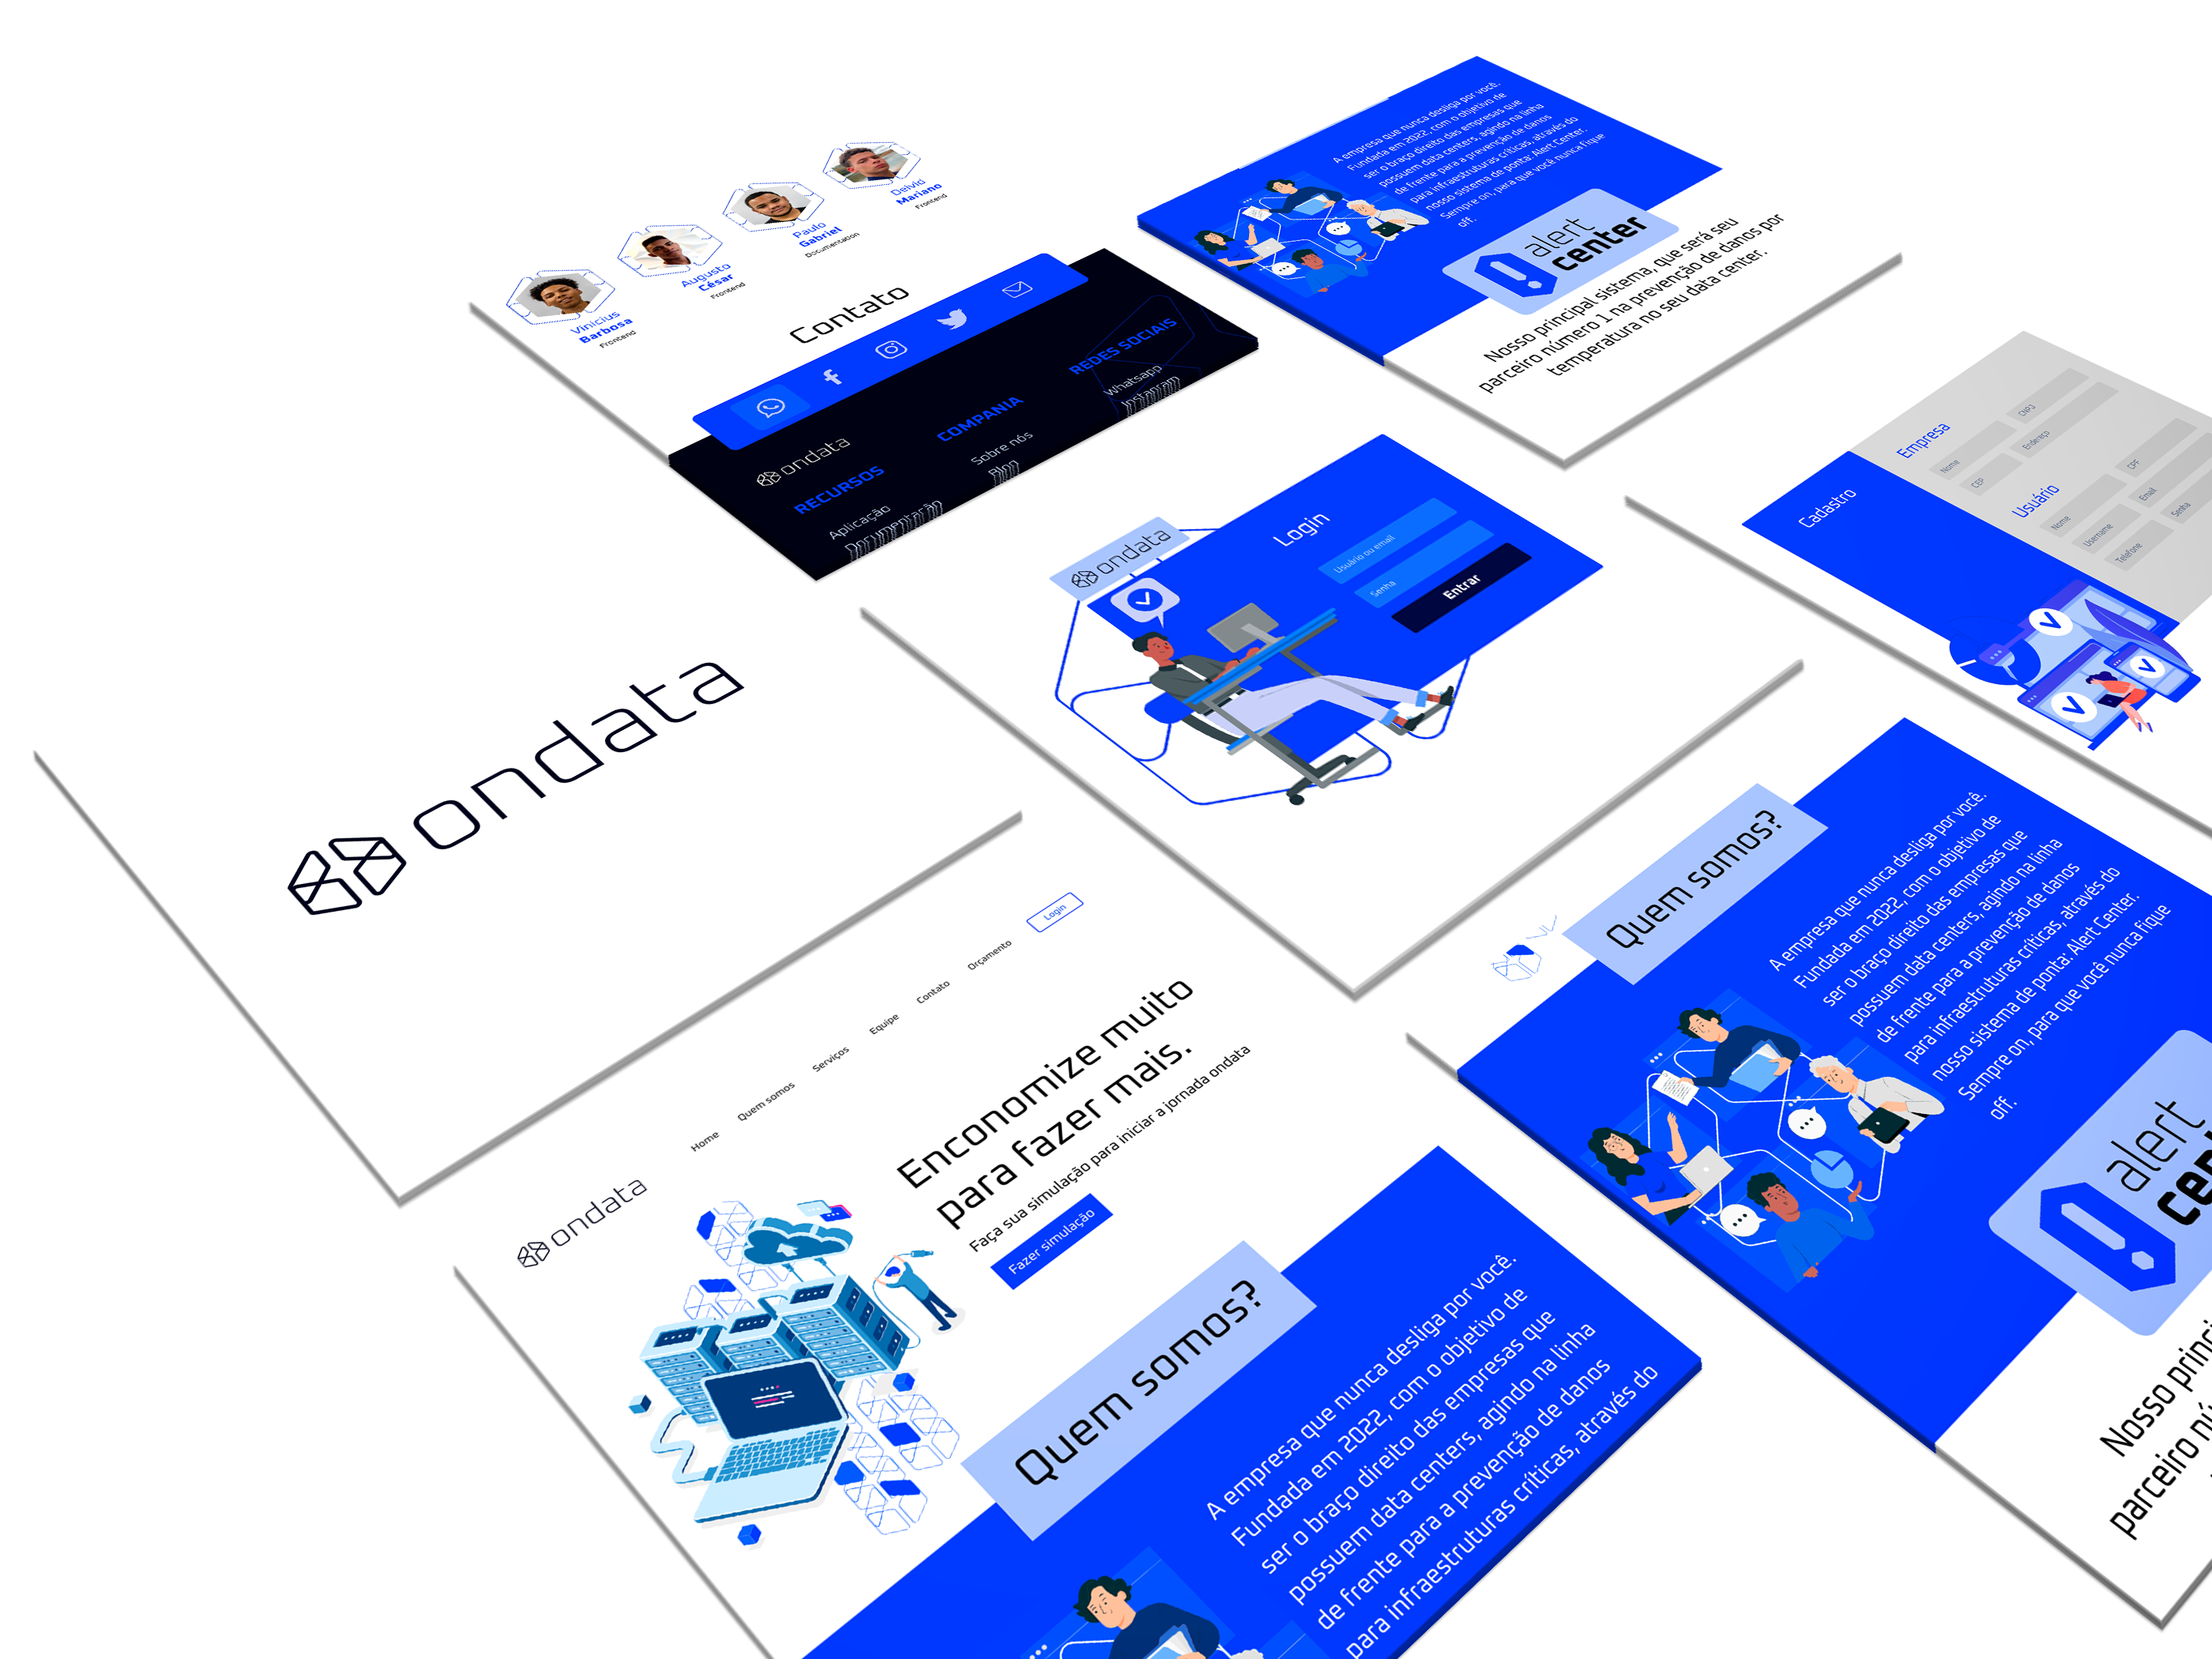 Vinicius
Barbosa
Frontend
Augusto
César
Frontend
Paulo
Gabriel
Documentation
Deivid
Mariano
Frontend
Contato
ondata
RECURSOS
Aplicação
Documentação
COMPANIA
Sobre nós
Blog
REDES SOCIAIS
Whatsapp
Instagram
A empresa que nunca desliga por você.
Fundada em 2022, com o objetivo de
ser o braço direito das empresas que
possuem data centers, agindo na linha
de frente para a prevenção de danos
para infraestruturas críticas, através do
nosso sistema de ponta: Alert Center.
Sempre on, para que você nunca fique
off.
alert
center
Nosso principal sistema, que será seu
parceiro número 1 na prevenção de danos por
temperatura no seu data center.
ondata
ondata
Login
Usuário ou email
Senha
Entrar
Cadastro
Empresa
Nome
CNPJ
CEP
Endereço
Usuário
Nome
CPF
Username
Email
Telefone
Senha
ondata
Home
Quem somos
Serviços
Equipe
Contato
Orçamento
Login
Enconomize muito
para fazer mais.
Faça sua simulação para iniciar a jornada ondata
Fazer simulação
Quem somos?
A empresa que nunca desliga por você.
Fundada em 2022, com o objetivo de
ser o braço direito das empresas que
possuem data centers, agindo na linha
de frente para a prevenção de danos
para infraestruturas críticas, através do
Quem somos?
A empresa que nunca desliga por você.
Fundada em 2022, com o objetivo de
ser o braço direito das empresas que
possuem data centers, agindo na linha
de frente para a prevenção de danos
para infraestruturas críticas, através do
nosso sistema de ponta: Alert Center.
Sempre on, para que você nunca fique
off.
alert
cen
Nosso princi
parceiro nú